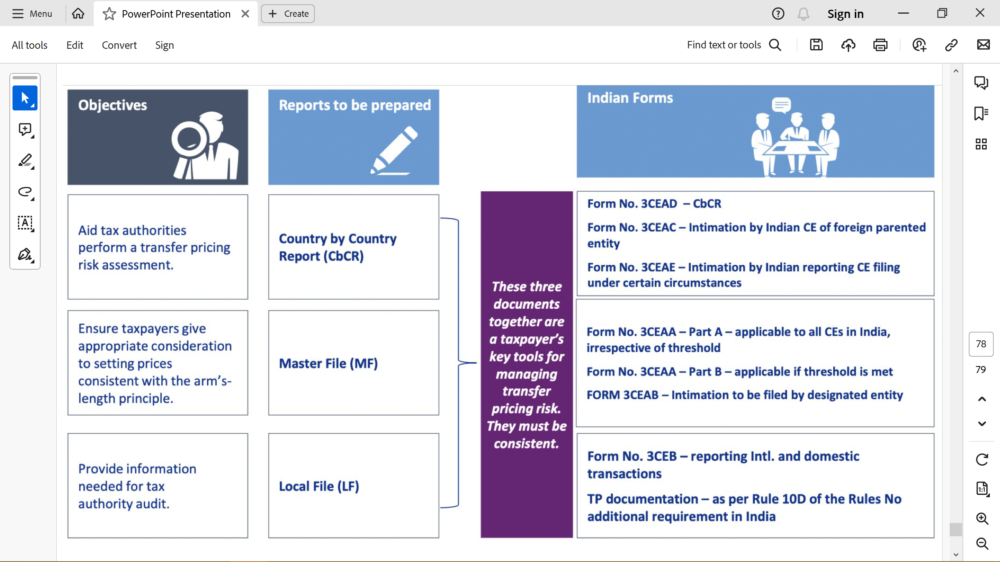 Menu
PowerPoint Presentation
Create
Sign in
All tools
Edit
Convert
Sign
Find text or tools
Objectives
Reports to be prepared
Indian Forms
Aid tax authorities
perform a transfer pricing
risk assessment.
Country by Country
Report (CbCR)
Form No. 3CEAD – CbCR
Form No. 3CEAC – Intimation by Indian CE of foreign parented
entity
Form No. 3CEAE – Intimation by Indian reporting CE filing
under certain circumstances
Ensure taxpayers give
appropriate consideration
to setting prices
consistent with the arm’s-
length principle.
Master File (MF)
These three
documents
together are
a taxpayer’s
key tools for
managing
transfer
pricing risk.
They must be
consistent.
Form No. 3CEAA – Part A – applicable to all CEs in India,
irrespective of threshold
Form No. 3CEAA – Part B – applicable if threshold is met
FORM 3CEAB – Intimation to be filed by designated entity
Provide information
needed for tax
authority audit.
Local File (LF)
Form No. 3CEB – reporting Intl. and domestic
transactions
TP documentation – as per Rule 10D of the Rules No
additional requirement in India
A
78
79
1:1